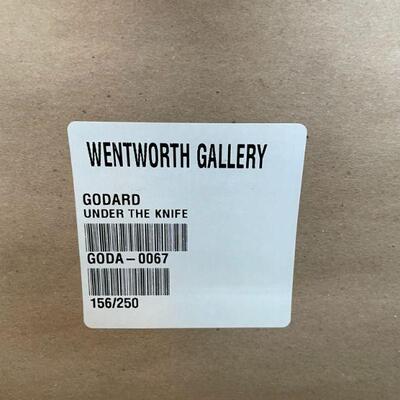 WENTWORTH GALLERY
GODARD
UNDER THE KNIFE
GODA-0067
156/250